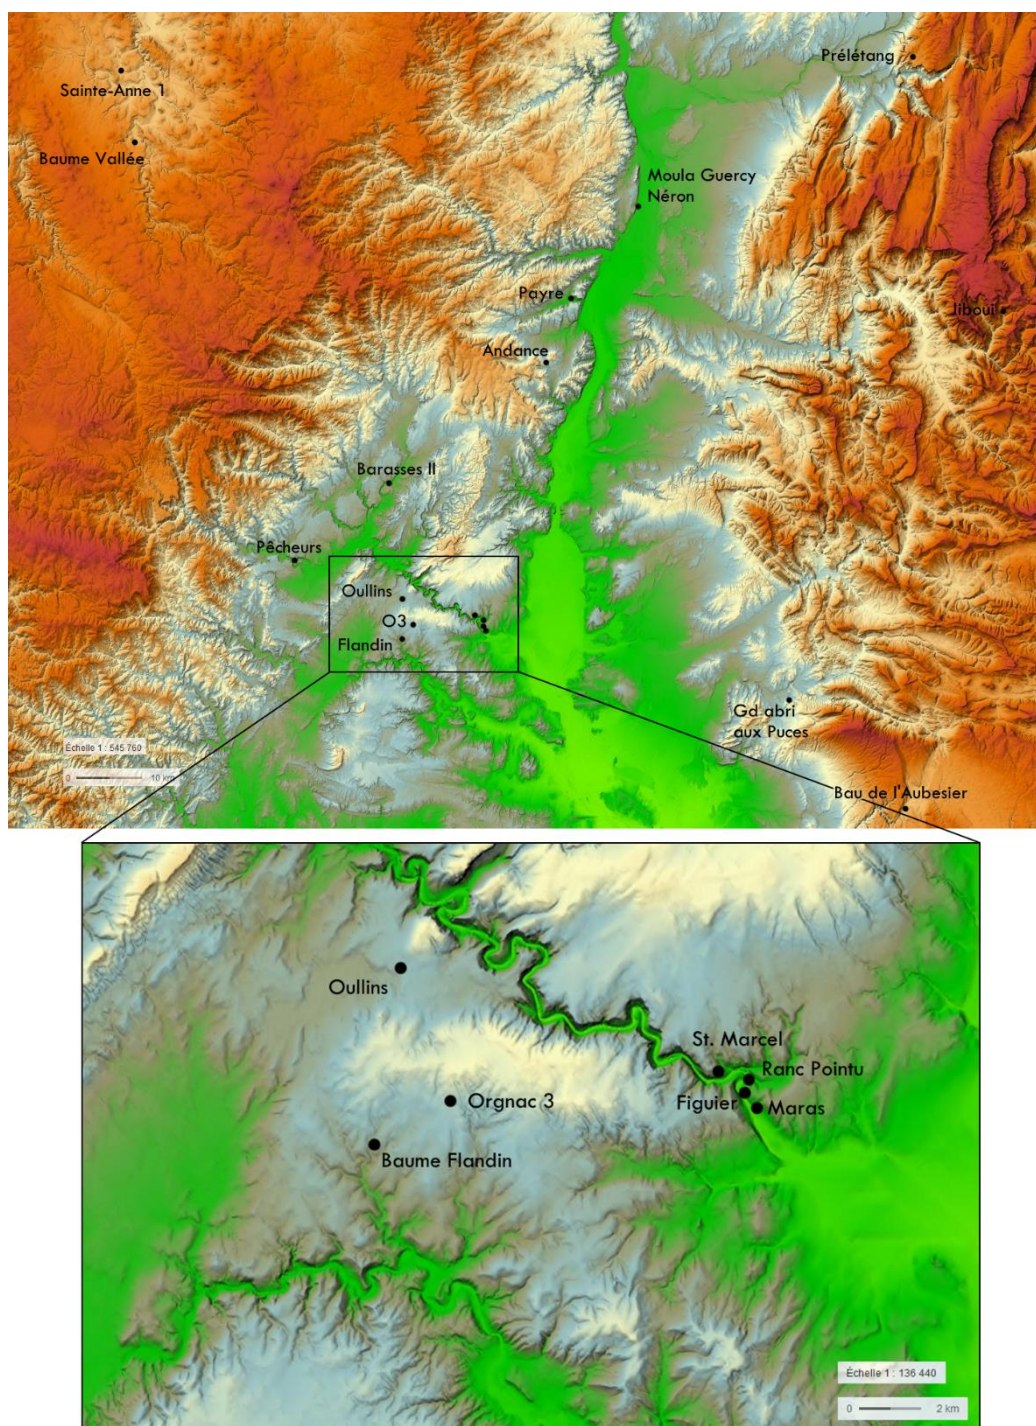 Prélétang
Sainte-Anne 1
Baume Vallée
Moula Guercy
Néron
Payre
Jiboui
Andance
Barasses II
Pêcheurs
Oullins
O3
Flandin
Gd abri
aux Puces
Échelle 1 : 545 760
0 10 km
Bau de l'Aubesier
Oullins
St. Marcel
Ranc Pointu
Figuier
Maras
Orgnac 3
Baume Flandin
Échelle 1 : 136 440
0 2 km